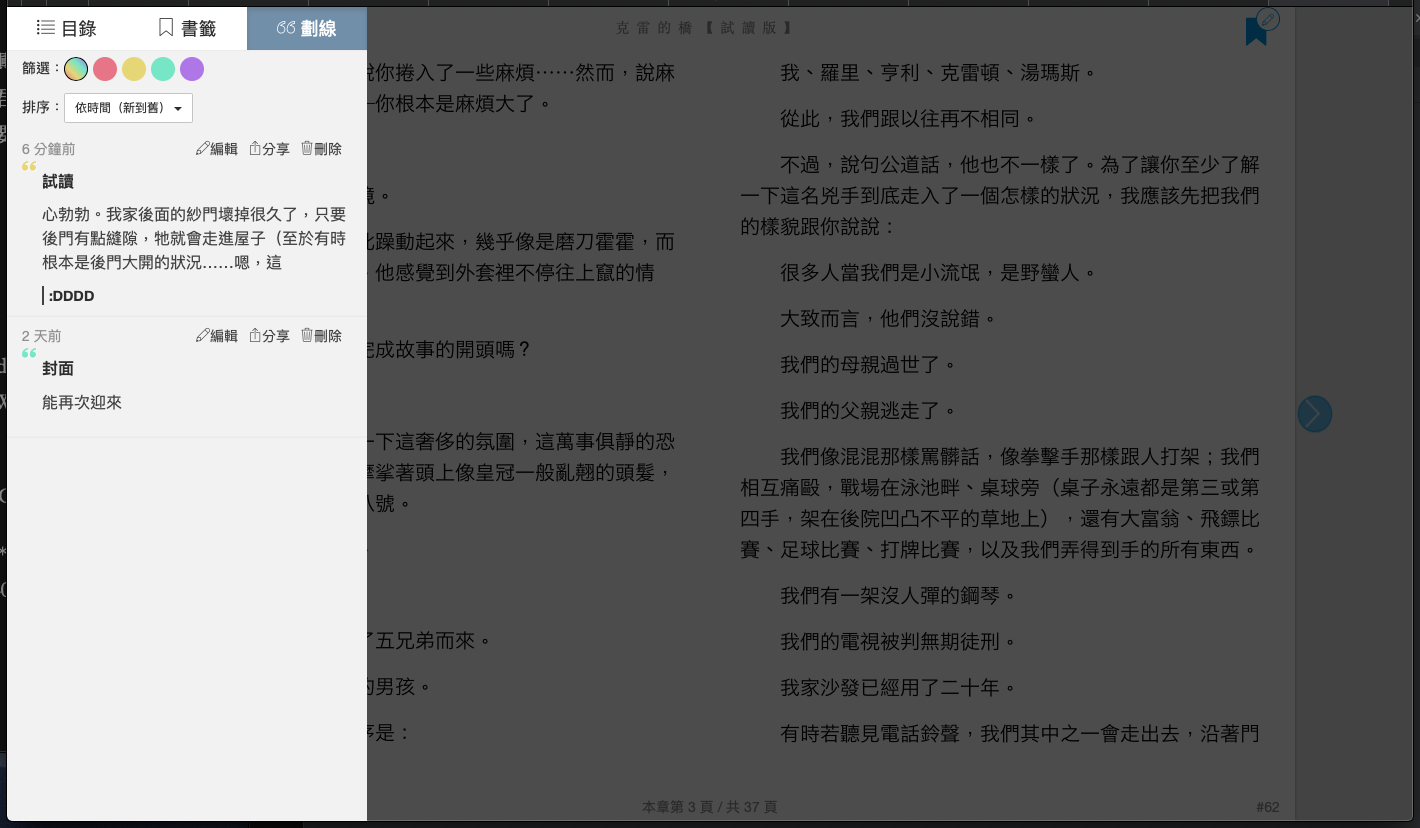 目錄
書籤
劃線
篩選：
排序：
依時間（新到舊）
6 分鐘前
編輯
分享
刪除
試讀
心勃勃。我家後面的紗門壞掉很久了，只要
後門有點縫隙，牠就會走進屋子（至於有時
根本是後門大開的狀況......嗯，這
:DDDD
2 天前
編輯
分享
刪除
封面
能再次迎來
克雷的橋【試讀版】
你捲入了一些麻煩⋯⋯然而，說麻
你根本是麻煩大了。
。
躁動起來，幾乎像是磨刀霍霍，而
他感覺到外套裡不停往上竄的情
成故事的開頭嗎？
一下這奢侈的氛圍，這萬事俱靜的恐
挲著頭上像皇冠一般亂翹的頭髮，
號。
五兄弟而來。
男孩。
是：
我、羅里、亨利、克雷頓、湯瑪斯。
從此，我們跟以往再不相同。
不過，說句公道話，他也不一樣了。為了讓你至少了解
一下這名兇手到底走入了一個怎樣的狀況，我應該先把我們
的樣貌跟你說說：
很多人當我們是小流氓，是野蠻人。
大致而言，他們沒說錯。
我們的母親過世了。
我們的父親逃走了。
我們像混混那樣罵髒話，像拳擊手那樣跟人打架；我們
相互痛毆，戰場在泳池畔、桌球旁（桌子永遠都是第三或第
四手，架在後院凹凸不平的草地上），還有大富翁、飛鏢比
賽、足球比賽、打牌比賽，以及我們弄得到手的所有東西。
我們有一架沒人彈的鋼琴。
我們的電視被判無期徒刑。
我家沙發已經用了二十年。
有時若聽見電話鈴聲，我們其中之一會走出去，沿著門
本章第 3 頁 / 共 37 頁
#62